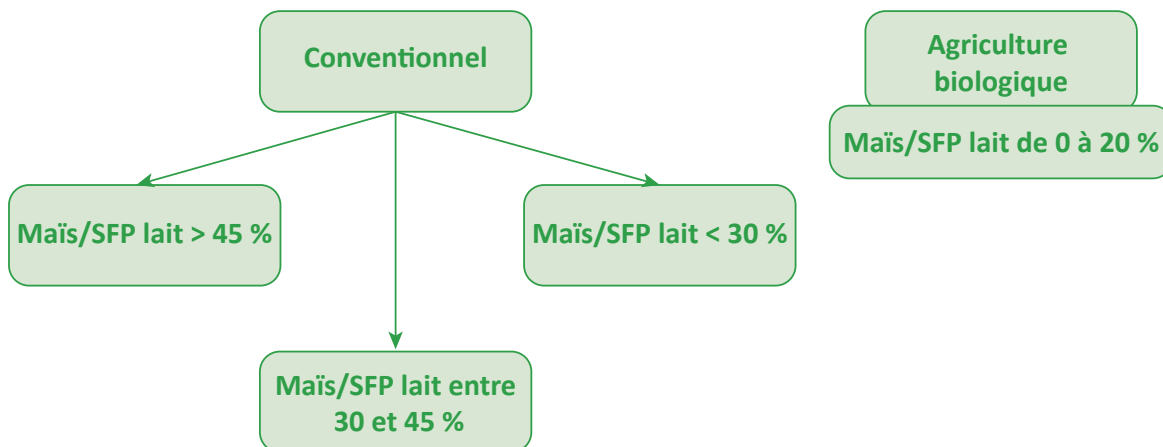 Conventionnel
Agriculture
biologique
Maïs/SFP lait de 0 à 20 %
Maïs/SFP lait > 45 %
Maïs/SFP lait < 30 %
Maïs/SFP lait entre
30 et 45 %